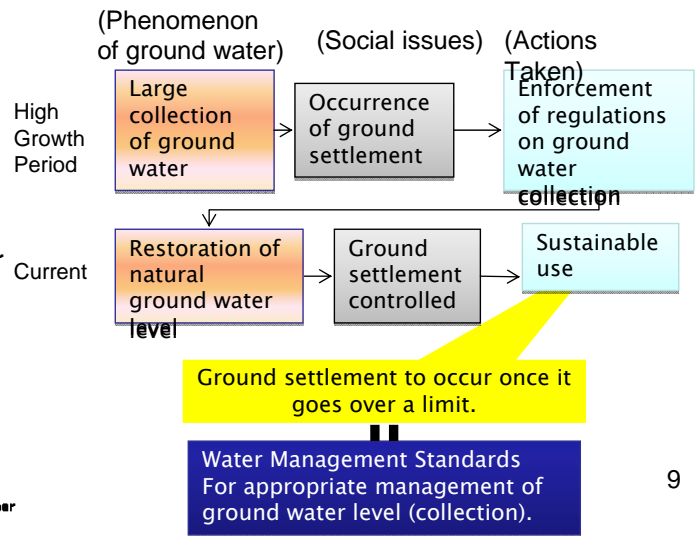 (Phenomenon
of ground water)
(Social issues)
(Actions
Taken)
High
Growth
Period
Large
collection
of ground
water
Occurrence
of ground
settlement
Enforcement
of regulations
on ground
water
collection
Current
Restoration of
natural
ground water
level
Ground
settlement
controlled
Sustainable
use
Ground settlement to occur once it
goes over a limit.
Water Management Standards
For appropriate management of
ground water level (collection).
9